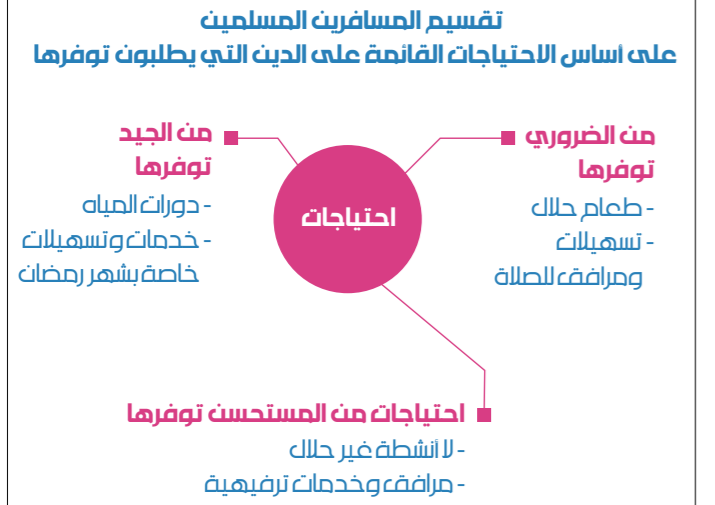 تقسيم المسافرين المسلمين
على أساس الاحتياجات القائمة على الدين التي يطلبون توفرها
من الضروري
توفرها
- طعام حلال
- تسهيلات
ومرافق للصلاة
احتياجات
من الجيد
توفرها
- دورات المياه
- خدمات وتسهيلات
خاصة بشهر رمضان
احتياجات من المستحسن توفرها
- لا أنشطة غير حلال
- مرافق وخدمات ترفيهية